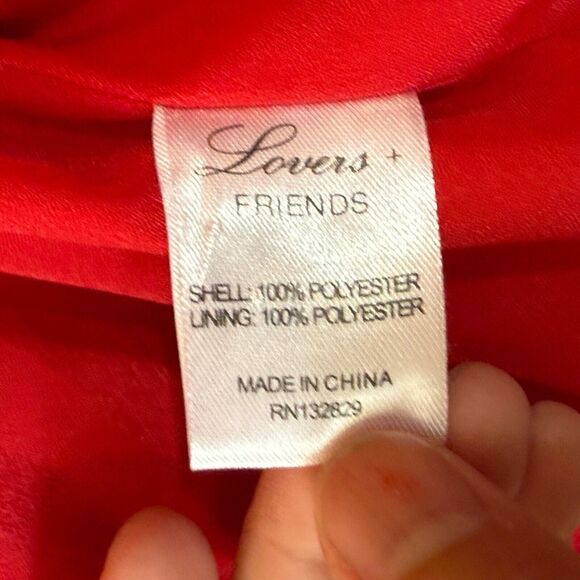 Lovers +
FRIENDS
SHELL: 100% POLYESTER
LINING: 100% POLYESTER
MADE IN CHINA
RN132829